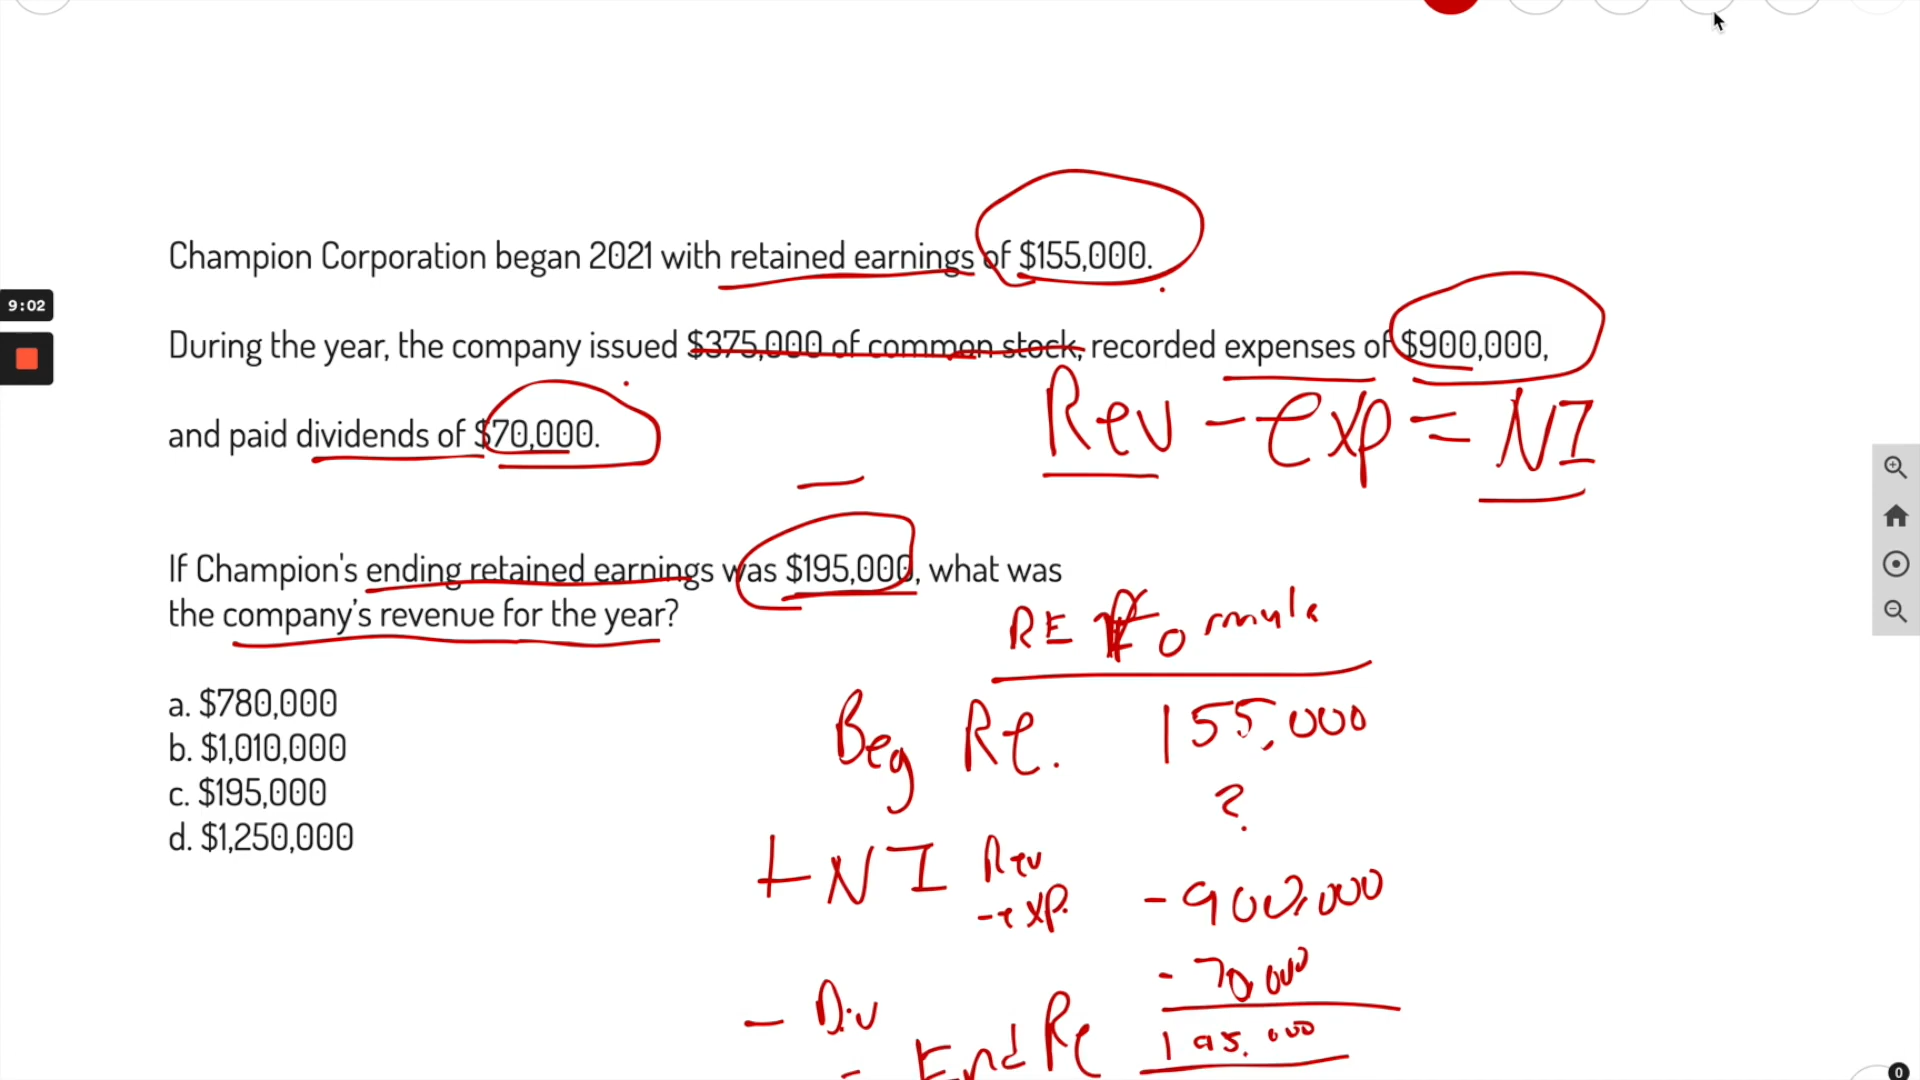 Champion Corporation began 2021 with retained earnings of $155,000.
9:02
During the year, the company issued $375,000 of common stock, recorded expenses of $900,000,
and paid dividends of $70,000.
Rev - exp = NI
If Champion's ending retained earnings was $195,000, what was
the company’s revenue for the year?
RE Formula
a. $780,000
b. $1,010,000
c. $195,000
d. $1,250,000
Beg RE. 155,000
?
+ NI Rev
- exp. - 900,000
- 70,000
- Div
= End RE 195,000
0